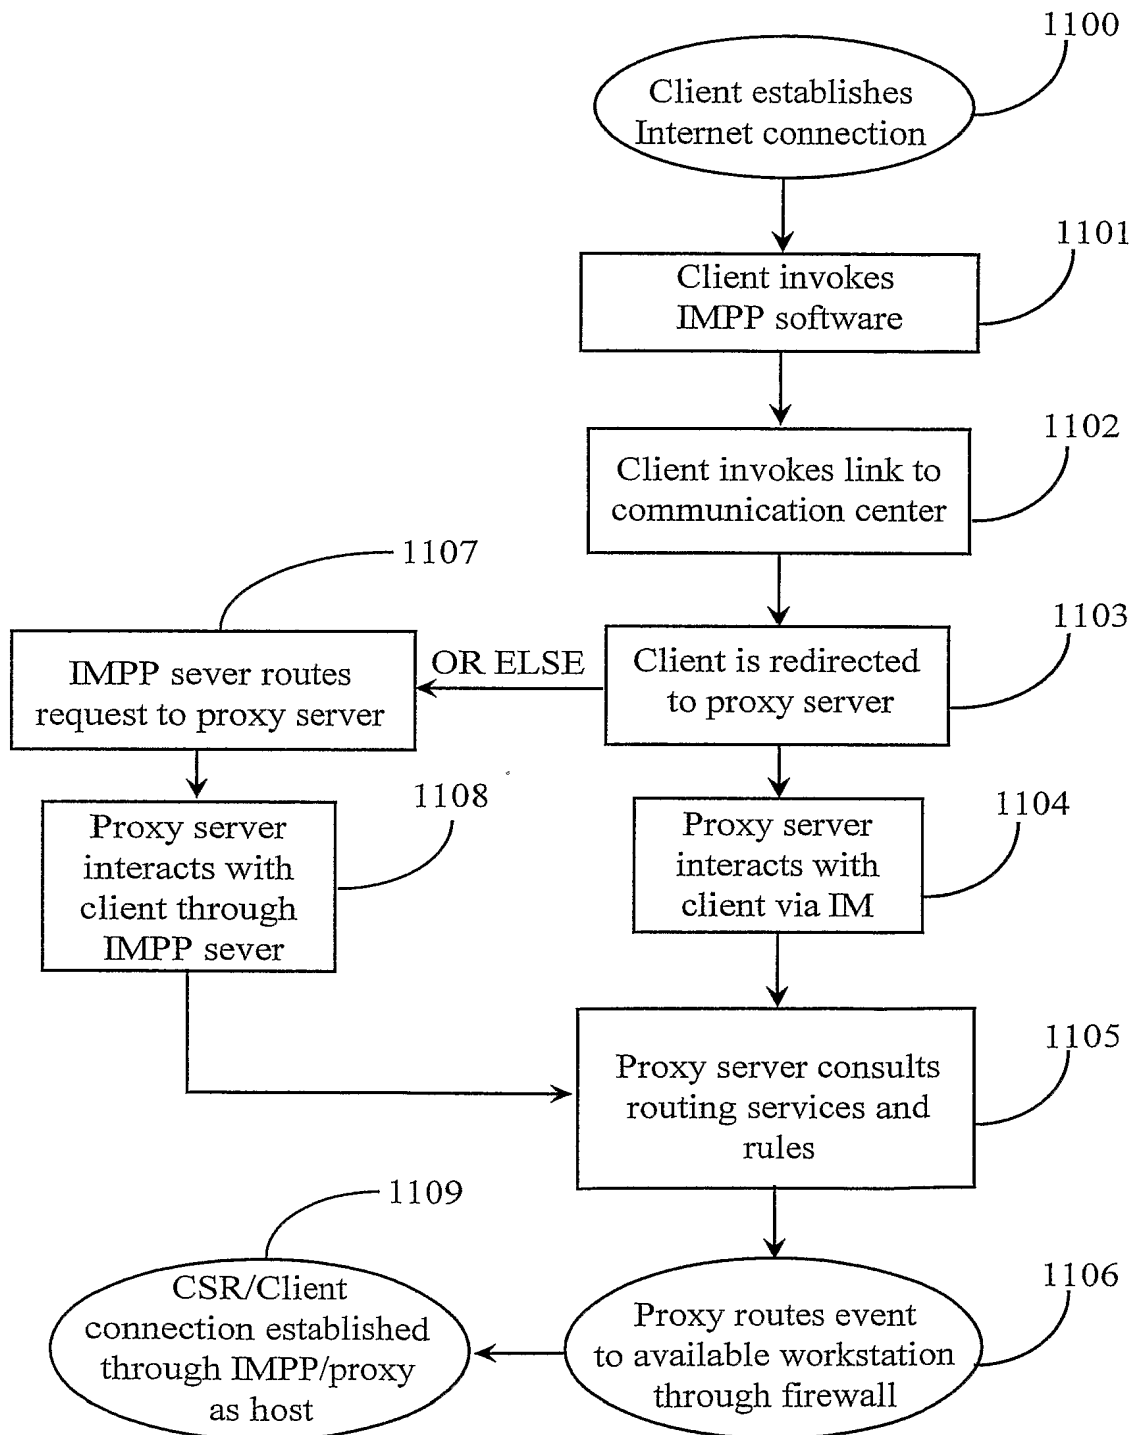 1100
Client establishes
Internet connection
1101
Client invokes
IMPP software
1102
Client invokes link to
communication center
1103
Client is redirected
to proxy server
OR ELSE
1107
IMPP sever routes
request to proxy server
1108
Proxy server
interacts with
client through
IMPP sever
1104
Proxy server
interacts with
client via IM
1105
Proxy server consults
routing services and
rules
1106
Proxy routes event
to available workstation
through firewall
1109
CSR/Client
connection established
through IMPP/proxy
as host